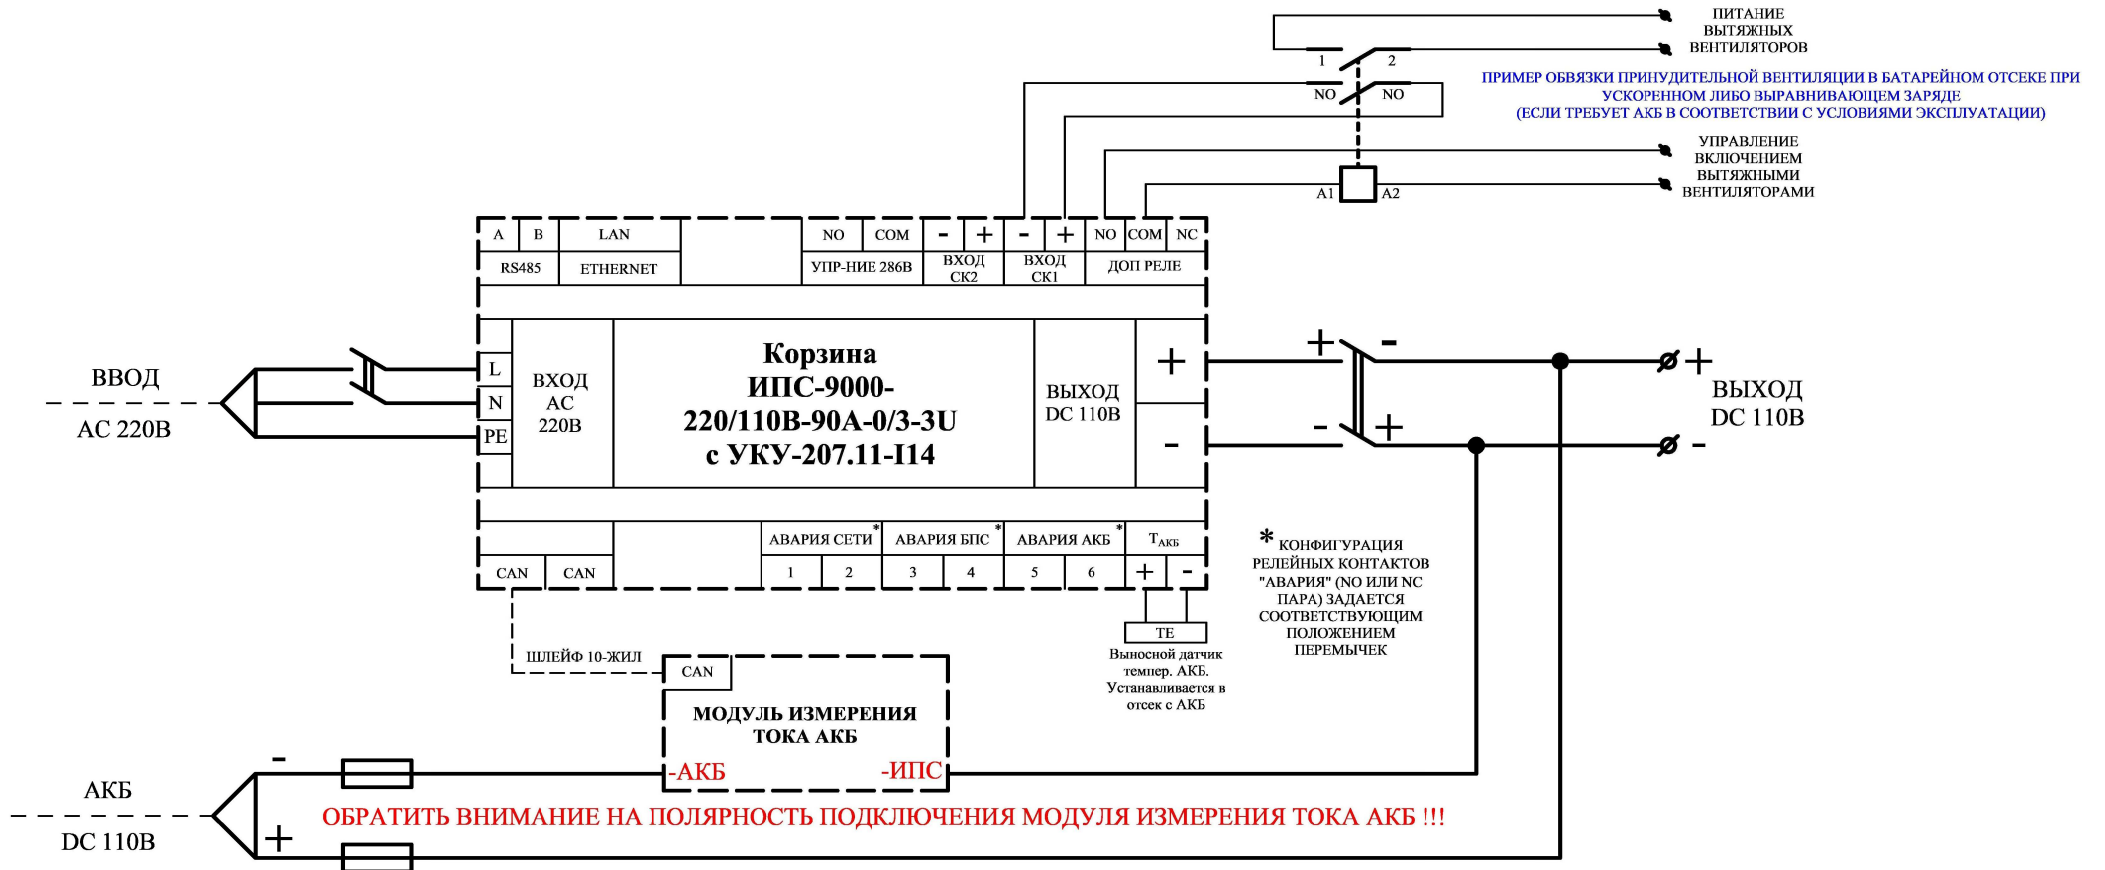 ПИТАНИЕ
ВЫТЯЖНЫХ
ВЕНТИЛЯТОРОВ
1
2
NO
NO
ПРИМЕР ОБВЯЗКИ ПРИНУДИТЕЛЬНОЙ ВЕНТИЛЯЦИИ В БАТАРЕЙНОМ ОТСЕКЕ ПРИ
УСКОРЕННОМ ЛИБО ВЫРАВНИВАЮЩЕМ ЗАРЯДЕ
(ЕСЛИ ТРЕБУЕТ АКБ В СООТВЕТСТВИИ С УСЛОВИЯМИ ЭКСПЛУАТАЦИИ)
УПРАВЛЕНИЕ
ВКЛЮЧЕНИЕМ
ВЫТЯЖНЫМИ
ВЕНТИЛЯТОРАМИ
A1
A2
A B LAN NO COM - + - + NO COM NC
RS485 ETHERNET УПР-НИЕ 286В
ВХОД
СК2
ВХОД
СК1
ДОП РЕЛЕ
ВВОД
АС 220В
L
N
PE
ВХОД
АС
220В
Корзина
ИПС-9000-
220/110В-90А-0/3-3U
с УКУ-207.11-I14
ВЫХОД
DC 110В
+
-
+ -
- +
+
-
ВЫХОД
DC 110В
АВАРИЯ СЕТИ* АВАРИЯ БПС* АВАРИЯ АКБ* ТАКБ
CAN CAN 1 2 3 4 5 6 + -
TE
Выносной датчик
темпер. АКБ.
Устанавливается в
отсек с АКБ
* КОНФИГУРАЦИЯ
РЕЛЕЙНЫХ КОНТАКТОВ
"АВАРИЯ" (NO ИЛИ NC
ПАРА) ЗАДАЕТСЯ
СООТВЕТСТВУЮЩИМ
ПОЛОЖЕНИЕМ
ПЕРЕМЫЧЕК
ШЛЕЙФ 10-ЖИЛ
CAN
МОДУЛЬ ИЗМЕРЕНИЯ
ТОКА АКБ
-АКБ -ИПС
АКБ
DC 110В
-
+
ОБРАТИТЬ ВНИМАНИЕ НА ПОЛЯРНОСТЬ ПОДКЛЮЧЕНИЯ МОДУЛЯ ИЗМЕРЕНИЯ ТОКА АКБ !!!